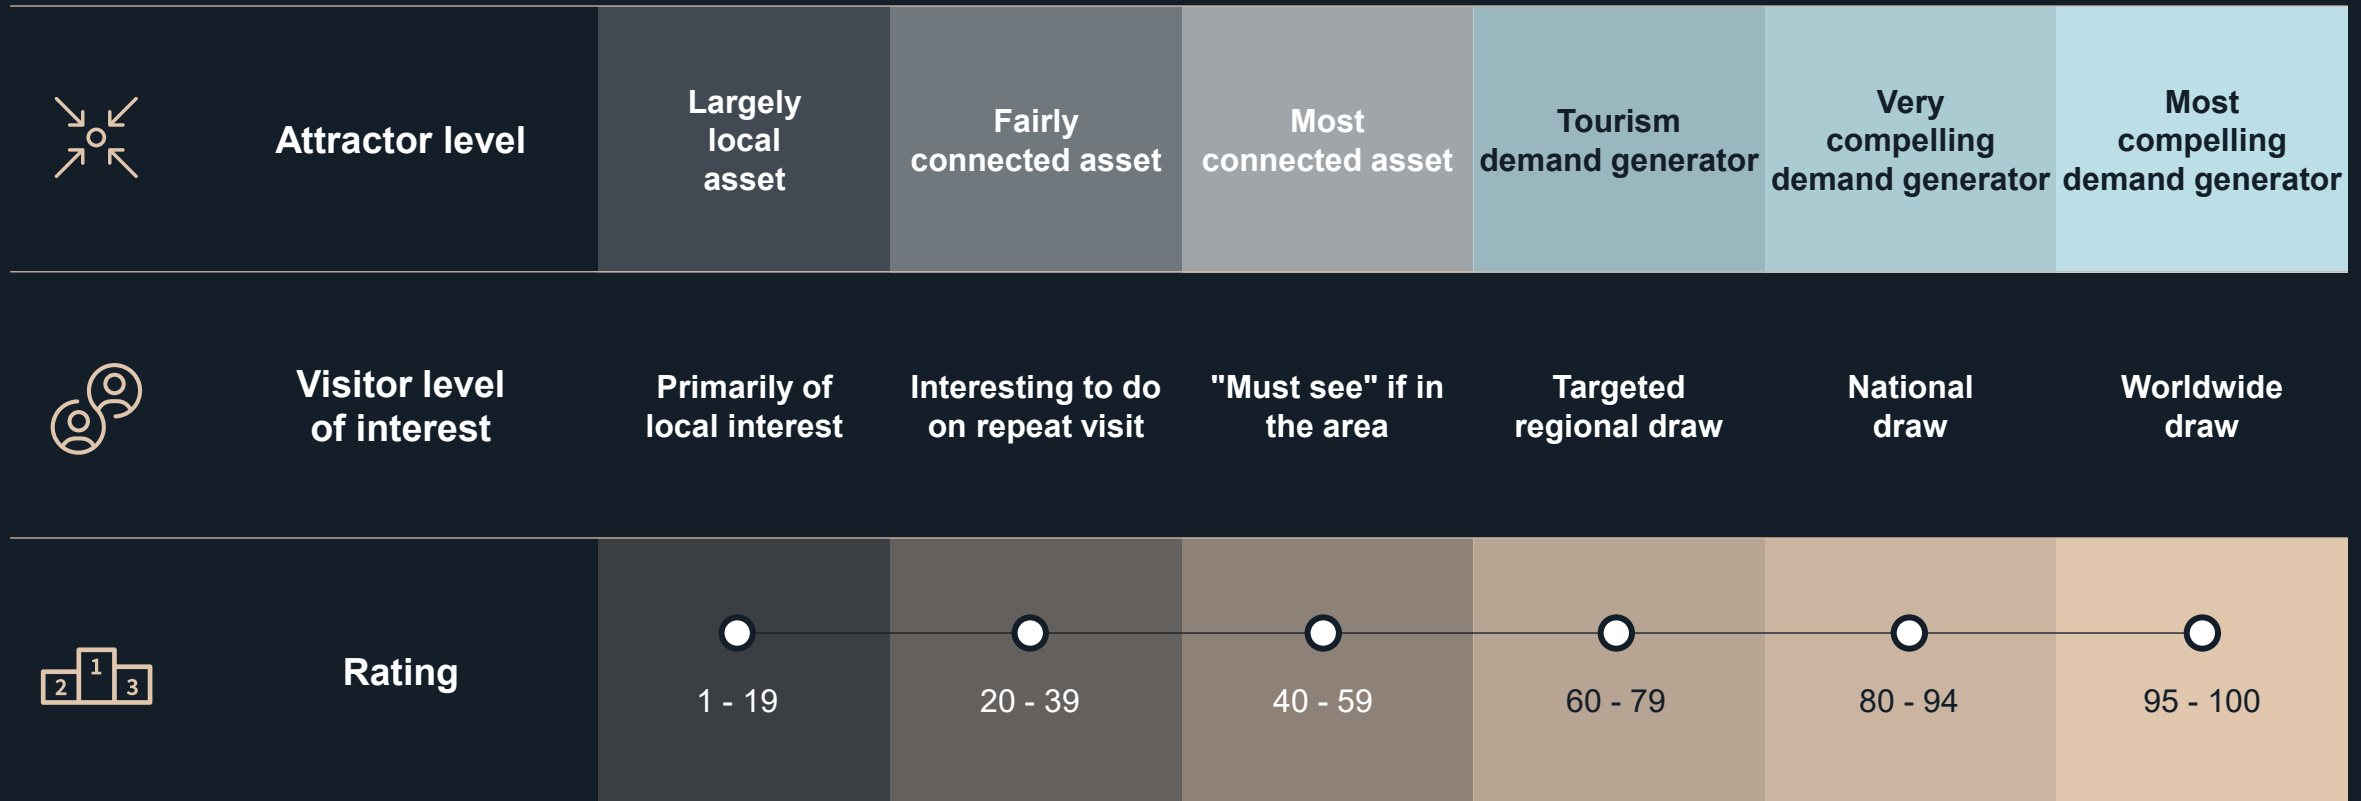 Attractor level
Largely
local
asset
Fairly
connected asset
Most
connected asset
Tourism
demand generator
Very
compelling
demand generator
Most
compelling
demand generator
Visitor level
of interest
Primarily of
local interest
Interesting to do
on repeat visit
"Must see" if in
the area
Targeted
regional draw
National
draw
Worldwide
draw
2
1
3
Rating
1 - 19
20 - 39
40 - 59
60 - 79
80 - 94
95 - 100